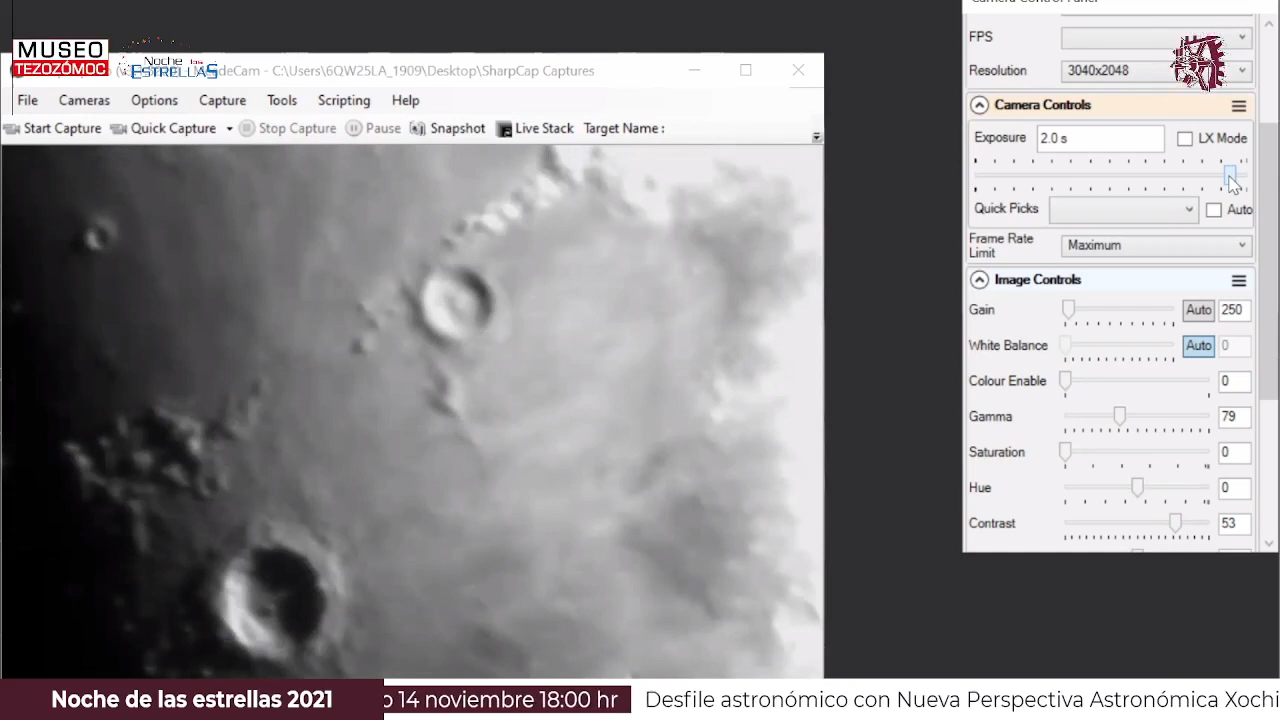 MUSEO
TEZOZÓMOC
Noche las
ESTRELLAS
deCam - C:\Users\6QW25LA_1909\Desktop\SharpCap Captures
File Cameras Options Capture Tools Scripting Help
Start Capture Quick Capture Stop Capture Pause Snapshot Live Stack Target Name :
FPS
Resolution 3040x2048
Camera Controls
Exposure 2.0 s LX Mode
Quick Picks Auto
Frame Rate Limit Maximum
Image Controls
Gain Auto 250
White Balance Auto 0
Colour Enable 0
Gamma 79
Saturation 0
Hue 0
Contrast 53
Noche de las estrellas 2021 o 14 noviembre 18:00 hr Desfile astronómico con Nueva Perspectiva Astronómica Xochi